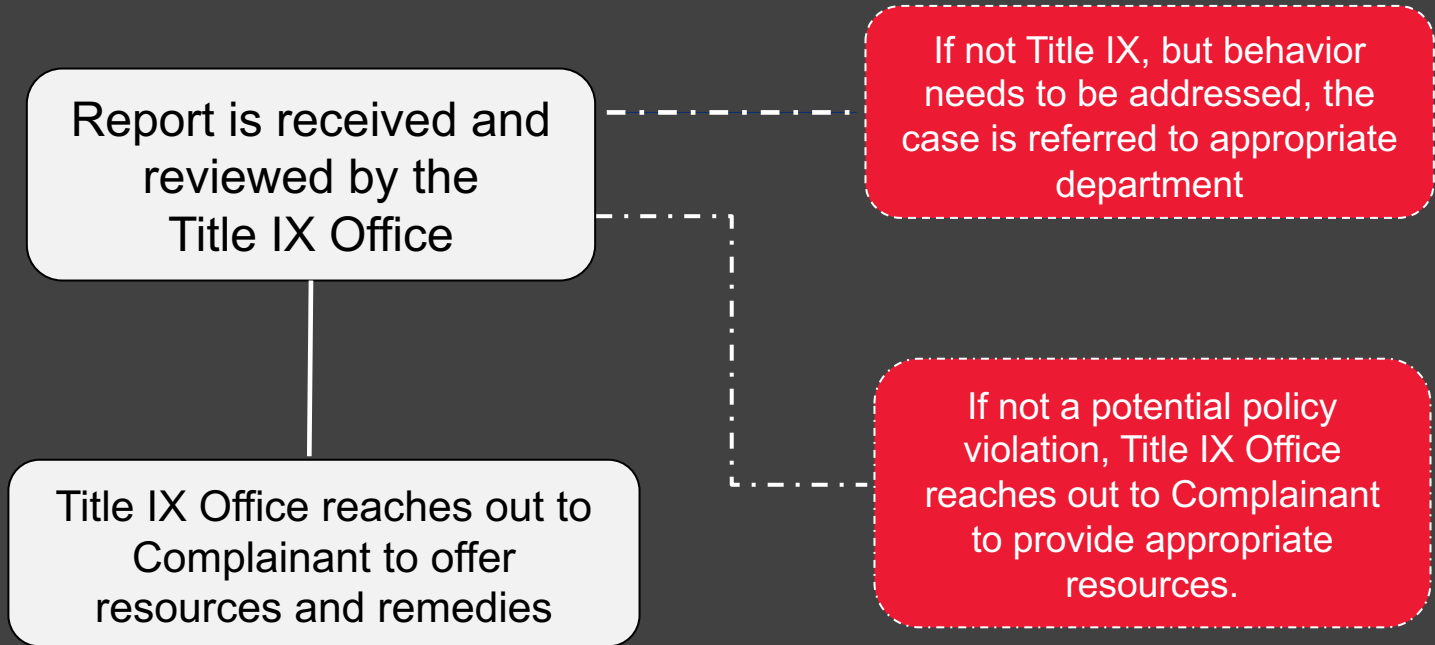 Report is received and
reviewed by the
Title IX Office
If not Title IX, but behavior
needs to be addressed, the
case is referred to appropriate
department
If not a potential policy
violation, Title IX Office
reaches out to Complainant
to provide appropriate
resources.
Title IX Office reaches out to
Complainant to offer
resources and remedies